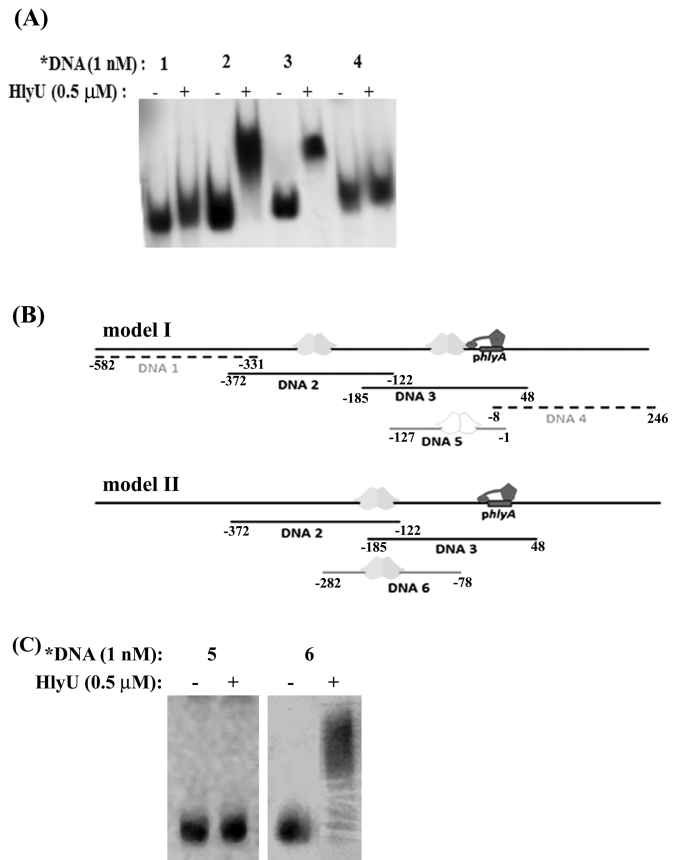 (A)
*DNA(1 nM) : 1 2 3 4
HlyU (0.5 μM) : - + - + - + - +
(B)
model I
-582 DNA 1 -331
-372 DNA 2 -122
-185 DNA 3 48
-8 DNA 4 246
-127 DNA 5 -1
phlyA
model II
phlyA
-372 DNA 2 -122
-185 DNA 3 48
-282 DNA 6 -78
(C)
*DNA (1 nM): 5 6
HlyU (0.5 μM): - + - +